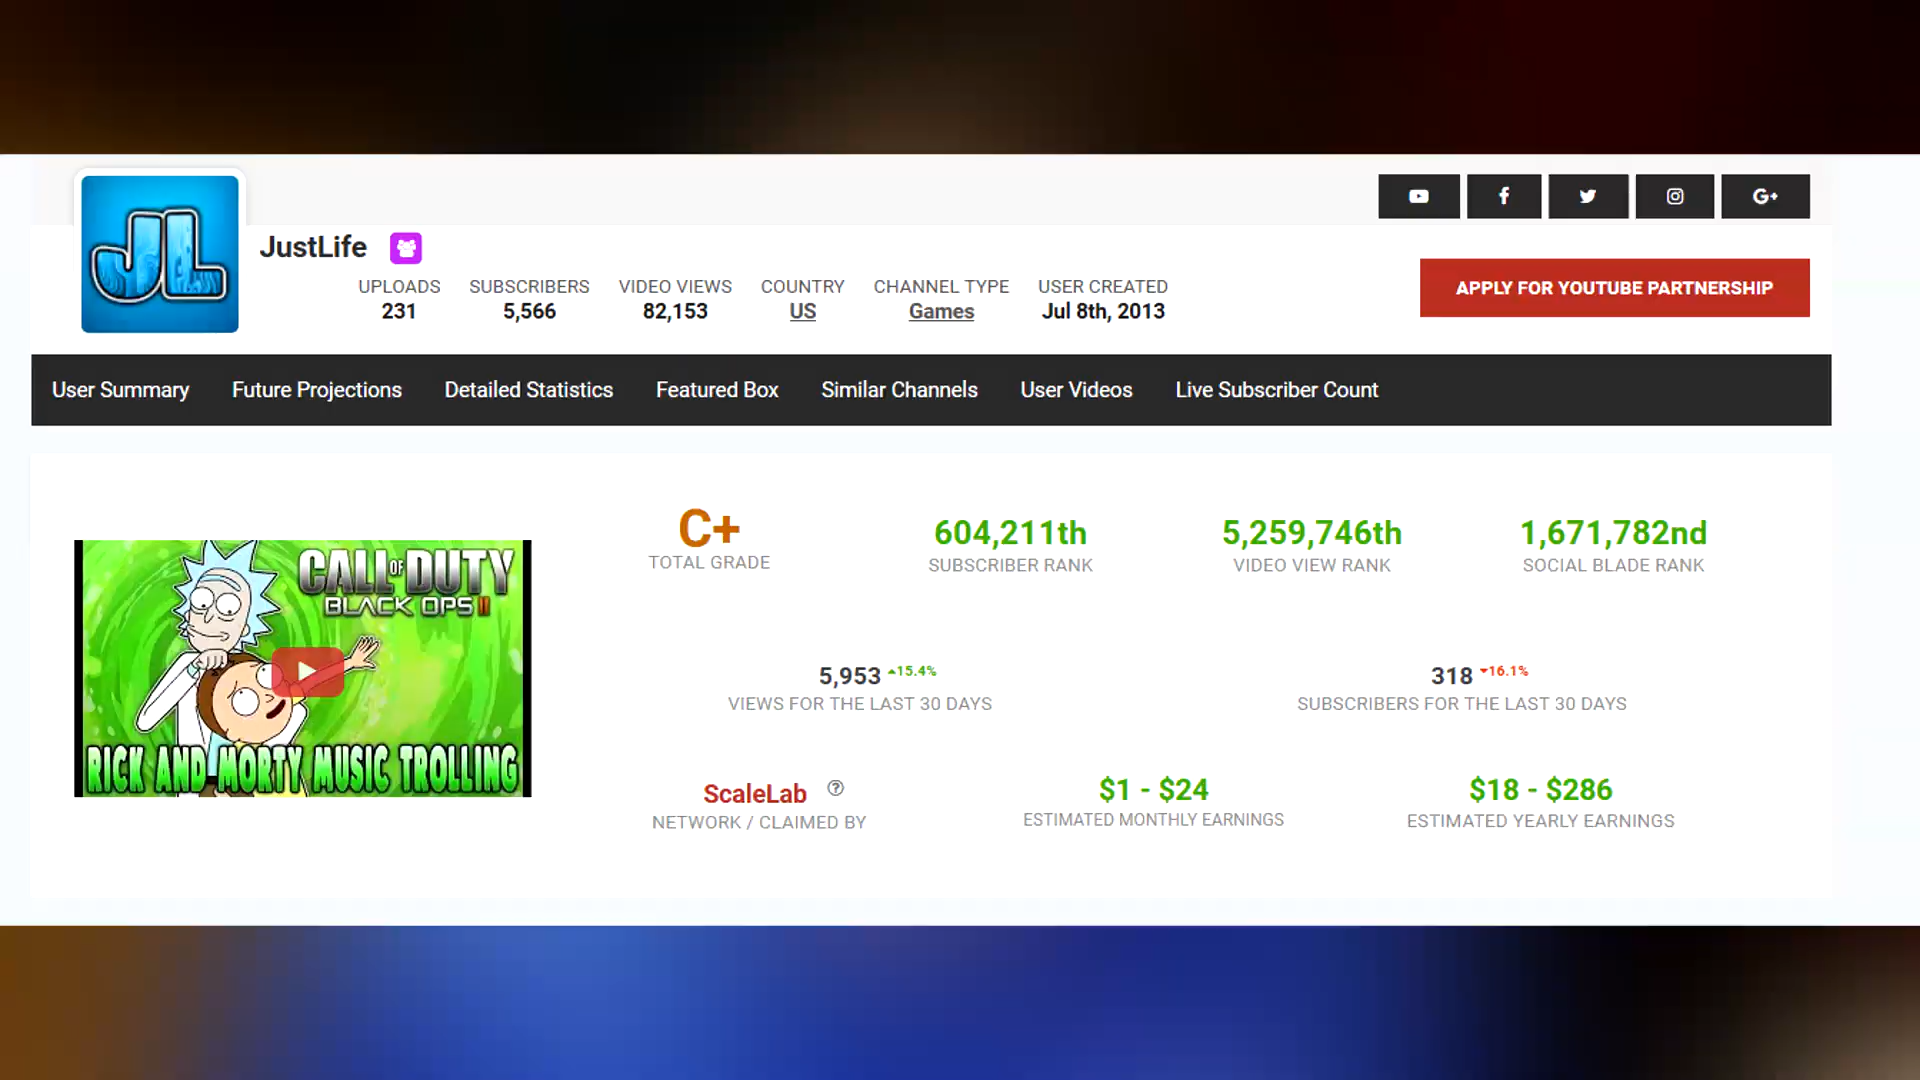 JL
JustLife
UPLOADS SUBSCRIBERS VIDEO VIEWS COUNTRY CHANNEL TYPE USER CREATED
231 5,566 82,153 US Games Jul 8th, 2013
G+
APPLY FOR YOUTUBE PARTNERSHIP
User Summary Future Projections Detailed Statistics Featured Box Similar Channels User Videos Live Subscriber Count
CALL OF DUTY
BLACK OPS II
RICK AND MORTY MUSIC TROLLING
C+ 604,211th 5,259,746th 1,671,782nd
TOTAL GRADE SUBSCRIBER RANK VIDEO VIEW RANK SOCIAL BLADE RANK
5,953 15.4% 318 16.1%
VIEWS FOR THE LAST 30 DAYS SUBSCRIBERS FOR THE LAST 30 DAYS
ScaleLab ? $1 - $24 $18 - $286
NETWORK / CLAIMED BY ESTIMATED MONTHLY EARNINGS ESTIMATED YEARLY EARNINGS